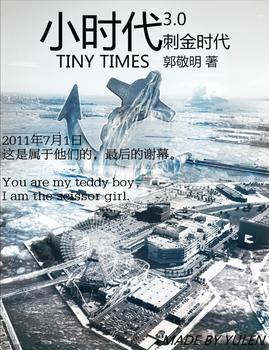 小时代3.0
刺金时代
TINY TIMES
郭敬明 著
2011年7月1日
这是属于他们的，最后的谢幕。
You are my teddy boy,
I am the scissor girl.
MADE BY YULEN